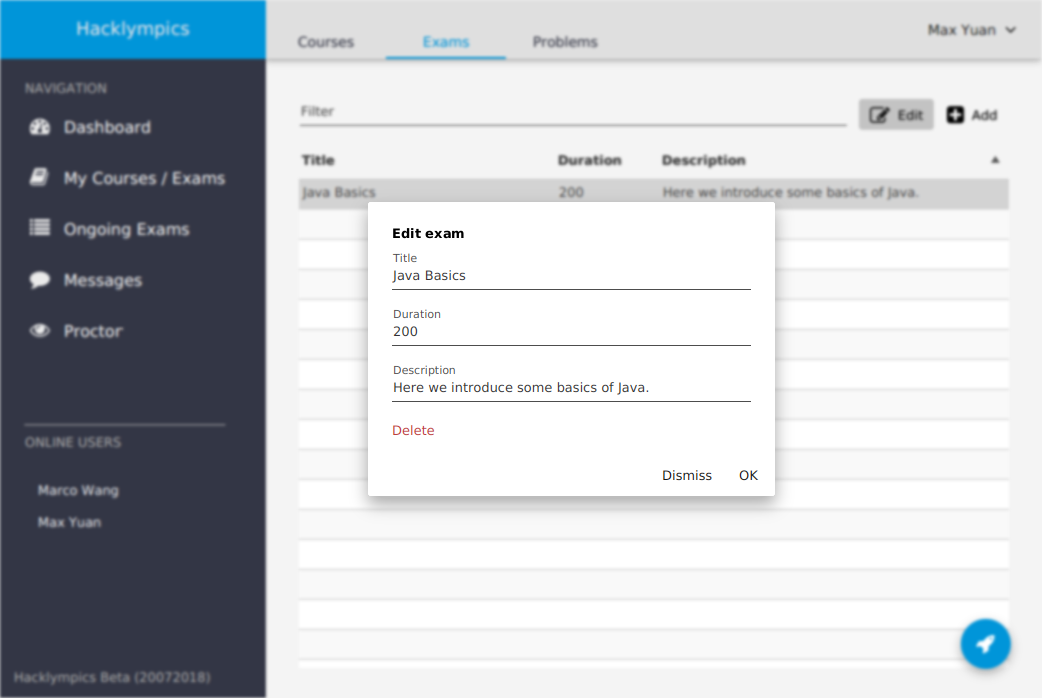 Hacklympics
Courses
Exams
Problems
Max Yuan
NAVIGATION
Dashboard
My Courses / Exams
Ongoing Exams
Messages
Proctor
ONLINE USERS
Marco Wang
Max Yuan
Hacklympics Beta (20072018)
Filter
Edit
Add
Title Duration Description
Java Basics 200 Here we introduce some basics of Java.
Edit exam
Title
Java Basics
Duration
200
Description
Here we introduce some basics of Java.
Delete
Dismiss OK